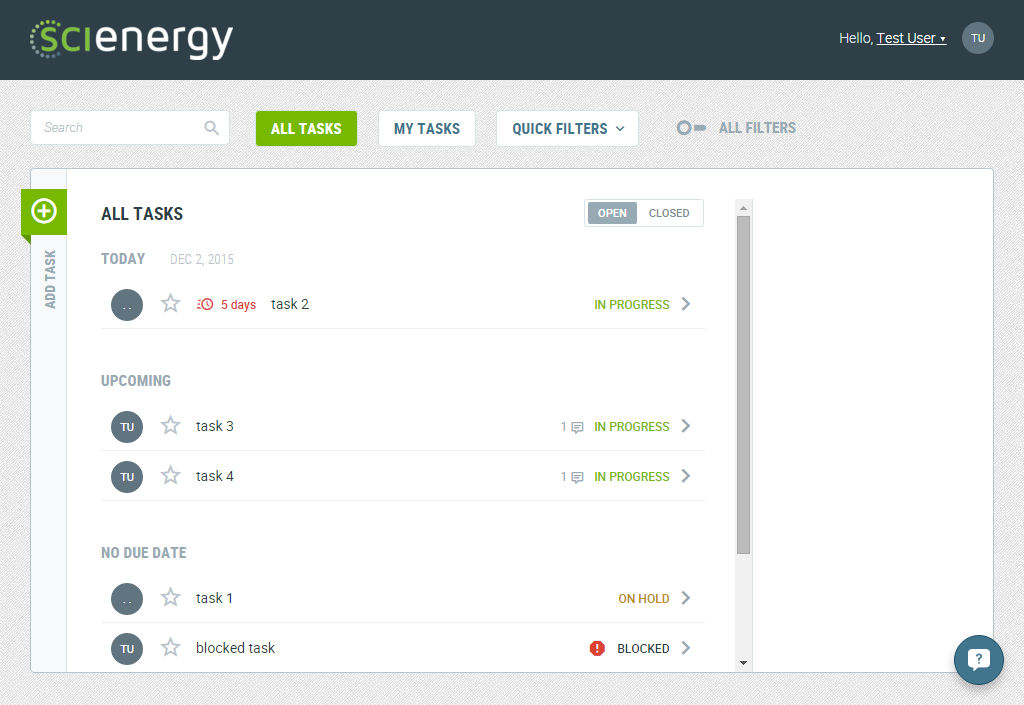 scienergy
Hello, Test User
TU
Search
ALL TASKS
MY TASKS
QUICK FILTERS
ALL FILTERS
ADD TASK
ALL TASKS
OPEN
CLOSED
TODAY
DEC 2, 2015
. .
5 days
task 2
IN PROGRESS
UPCOMING
TU
task 3
1
IN PROGRESS
TU
task 4
1
IN PROGRESS
NO DUE DATE
. .
task 1
ON HOLD
TU
blocked task
!
BLOCKED
?